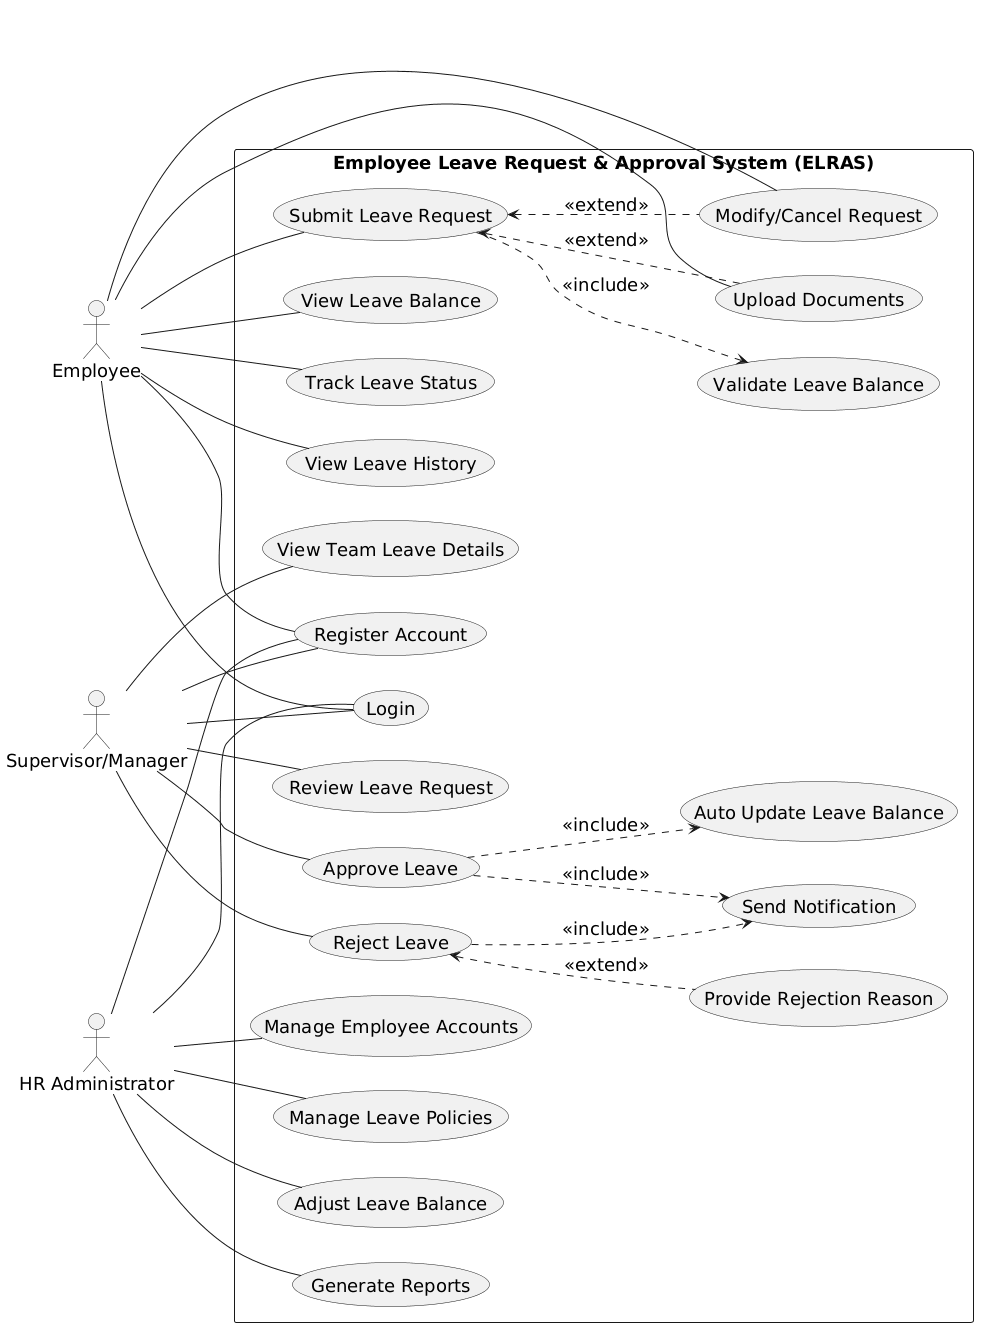 Employee Leave Request & Approval System (ELRAS)
Submit Leave Request
«extend»
Modify/Cancel Request
«extend»
«include»
View Leave Balance
Upload Documents
Employee
Track Leave Status
Validate Leave Balance
View Leave History
View Team Leave Details
Register Account
Login
Supervisor/Manager
Review Leave Request
«include»
Auto Update Leave Balance
Approve Leave
«include»
Send Notification
Reject Leave
«include»
«extend»
Provide Rejection Reason
Manage Employee Accounts
HR Administrator
Manage Leave Policies
Adjust Leave Balance
Generate Reports